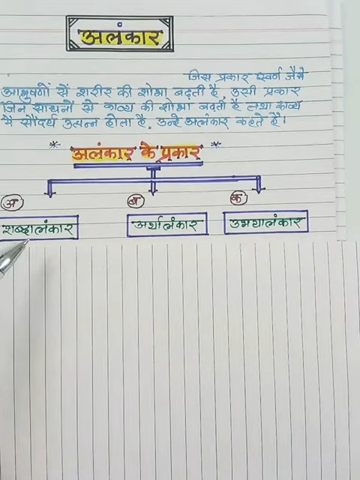 अलंकार
जिस प्रकार स्वर्ण जैसे
आभुषणों से शरीर की शोभा बढ़ती है, उसी प्रकार
जिन साधनों से काव्य की शोभा बढ़ती है तथा काव्य
में सौंदर्य उत्पन्न होता है, उन्हे अलंकार कहते है।
अलंकार के प्रकार
अ ब क
शब्दालंकार अर्थालंकार उभयालंकार